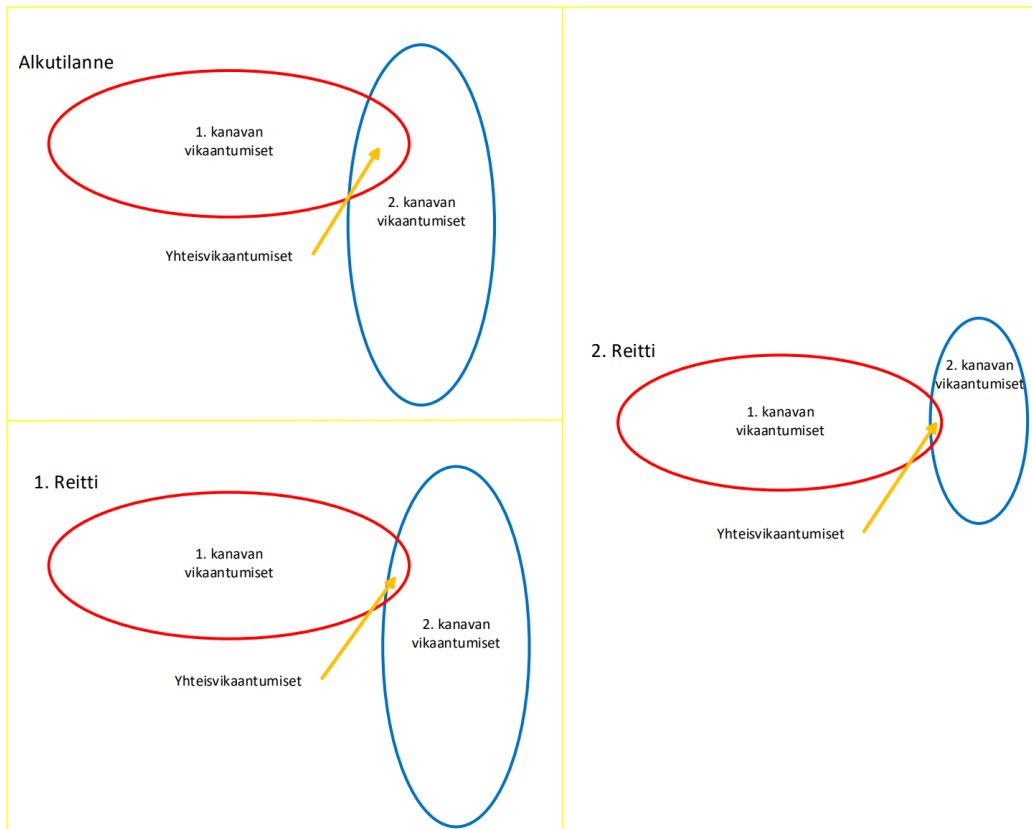 Alkutilanne
1. kanavan
vikaantumiset
2. kanavan
vikaantumiset
Yhteisvikaantumiset
1. Reitti
1. kanavan
vikaantumiset
2. kanavan
vikaantumiset
Yhteisvikaantumiset
2. Reitti
2. kanavan
vikaantumiset
1. kanavan
vikaantumiset
Yhteisvikaantumiset